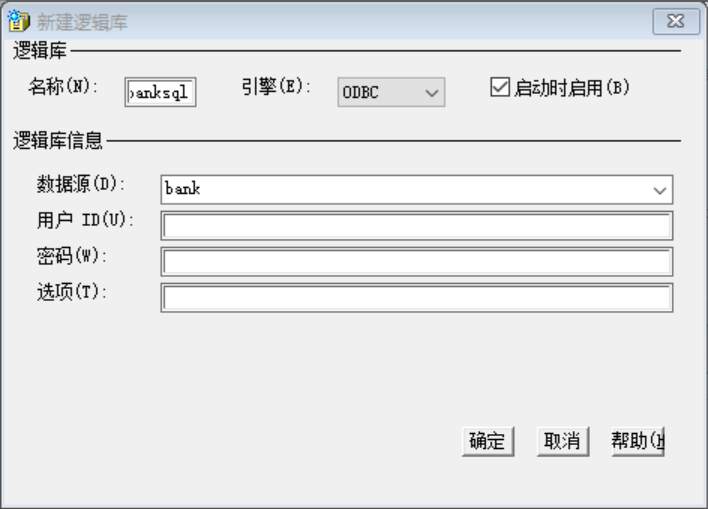 新建逻辑库
逻辑库
名称(N): banksql 引擎(E): ODBC 启动时启用(B)
逻辑库信息
数据源(D): bank
用户 ID(U):
密码(W):
选项(T):
确定 取消 帮助(H